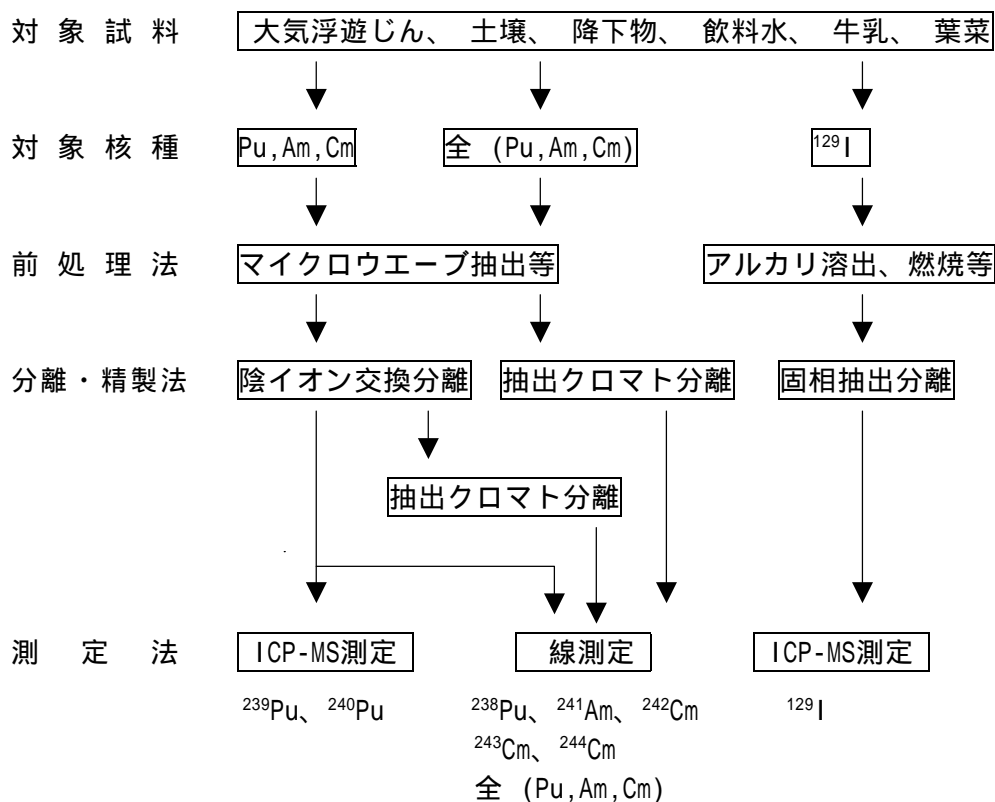 対象試料 大気浮遊じん、 土壌、 降下物、 飲料水、 牛乳、 葉菜
対象核種 Pu,Am,Cm 全 (Pu,Am,Cm) ¹²⁹I
前処理法 マイクロウエーブ抽出等 アルカリ溶出、燃焼等
分離・精製法 陰イオン交換分離 抽出クロマト分離 固相抽出分離
抽出クロマト分離
測定法 ICP-MS測定 線測定 ICP-MS測定
²³⁹Pu、 ²⁴⁰Pu ²³⁸Pu、 ²⁴¹Am、 ²⁴²Cm ¹²⁹I
²⁴³Cm、 ²⁴⁴Cm
全 (Pu,Am,Cm)